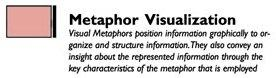 Metaphor Visualization
Visual Metaphors position information graphically to or-
ganize and structure information. They also convey an
insight about the represented information through the
key characteristics of the metaphor that is employed